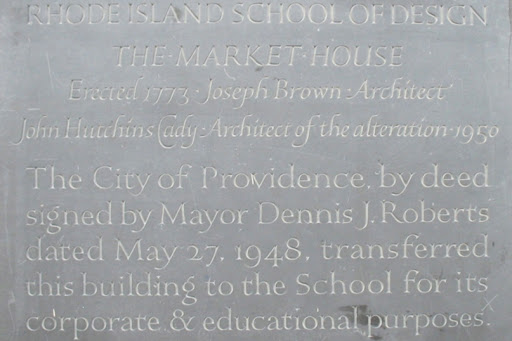 RHODE ISLAND SCHOOL OF DESIGN
THE·MARKET·HOUSE
Erected 1773 · Joseph Brown · Architect
John Hutchins Cady · Architect of the alteration · 1950
The City of Providence, by deed
signed by Mayor Dennis J. Roberts
dated May 27, 1948, transferred
this building to the School for its
corporate & educational purposes.